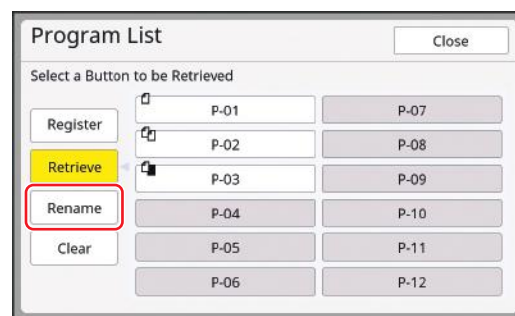 Program List
Close
Select a Button to be Retrieved
Register
Retrieve
Rename
Clear
P-01
P-02
P-03
P-04
P-05
P-06
P-07
P-08
P-09
P-10
P-11
P-12